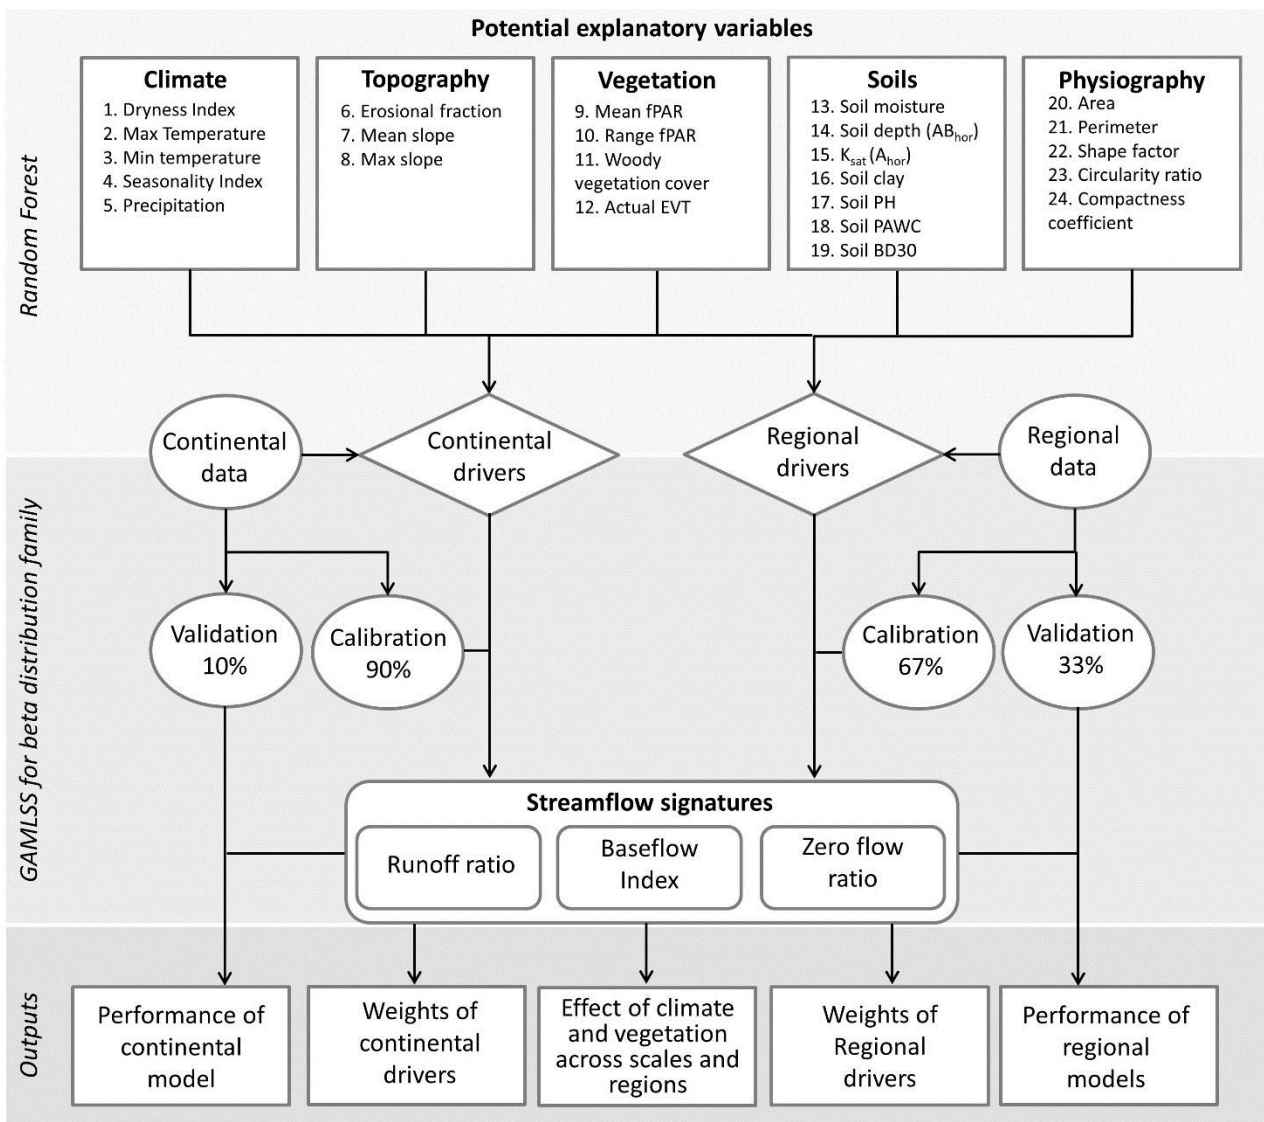 Potential explanatory variables
Random Forest
Climate
1. Dryness Index
2. Max Temperature
3. Min temperature
4. Seasonality Index
5. Precipitation
Topography
6. Erosional fraction
7. Mean slope
8. Max slope
Vegetation
9. Mean fPAR
10. Range fPAR
11. Woody
vegetation cover
12. Actual EVT
Soils
13. Soil moisture
14. Soil depth (ABhor)
15. Ksat (Ahor)
16. Soil clay
17. Soil PH
18. Soil PAWC
19. Soil BD30
Physiography
20. Area
21. Perimeter
22. Shape factor
23. Circularity ratio
24. Compactness
coefficient
Continental
data
Continental
drivers
Regional
drivers
Regional
data
GAMLSS for beta distribution family
Validation
10%
Calibration
90%
Calibration
67%
Validation
33%
Streamflow signatures
Runoff ratio
Baseflow
Index
Zero flow
ratio
Outputs
Performance of
continental
model
Weights of
continental
drivers
Effect of climate
and vegetation
across scales and
regions
Weights of
Regional
drivers
Performance of
regional
models